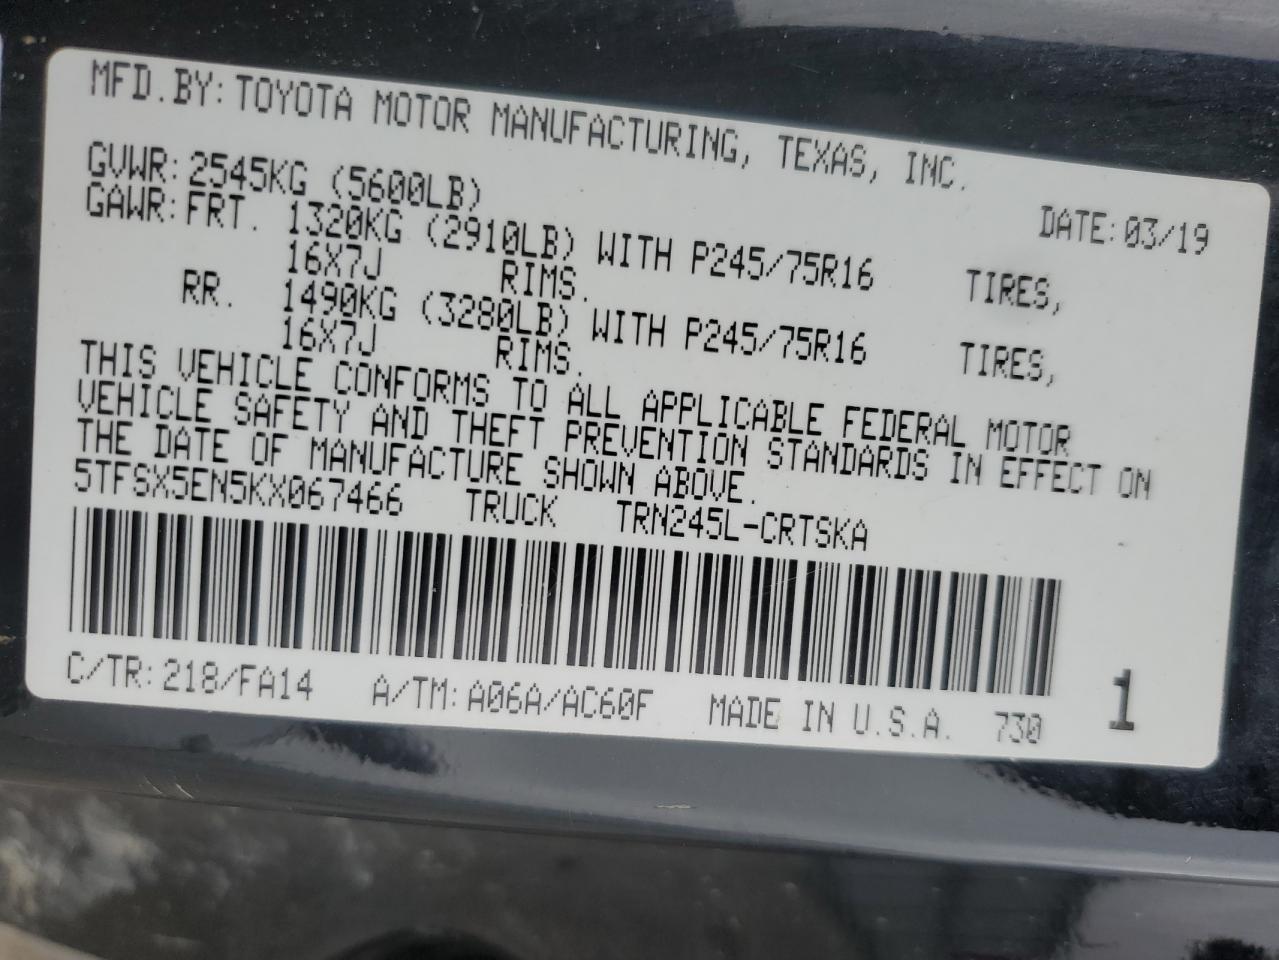 MFD.BY: TOYOTA MOTOR MANUFACTURING, TEXAS, INC.
DATE: 03/19
GVWR: 2545KG (5600LB)
GAWR: FRT. 1320KG (2910LB) WITH P245/75R16 TIRES,
16X7J RIMS.
RR. 1490KG (3280LB) WITH P245/75R16 TIRES,
16X7J RIMS.
THIS VEHICLE CONFORMS TO ALL APPLICABLE FEDERAL MOTOR
VEHICLE SAFETY AND THEFT PREVENTION STANDARDS IN EFFECT ON
THE DATE OF MANUFACTURE SHOWN ABOVE.
5TFSX5EN5KX067466 TRUCK TRN245L-CRTSKA
C/TR: 218/FA14 A/TM: A06A/AC60F MADE IN U.S.A. 730 1